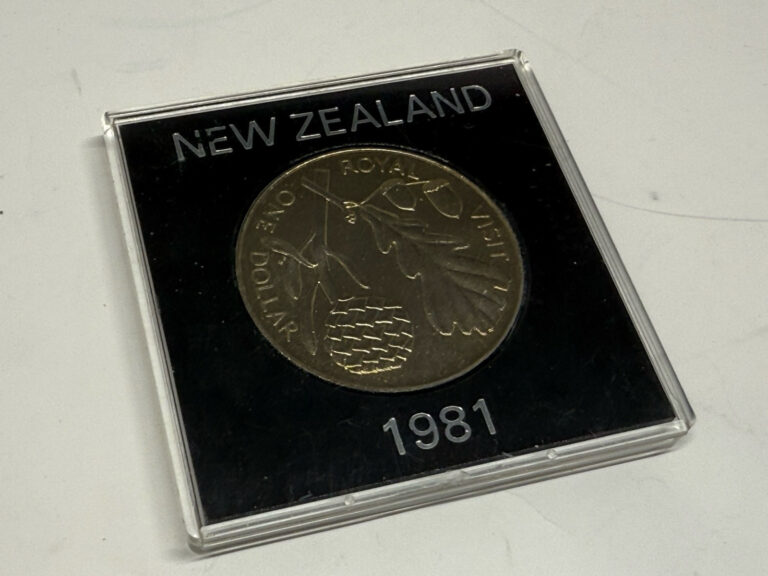 NEW ZEALAND
ONE DOLLAR
ROYAL VISIT
1981